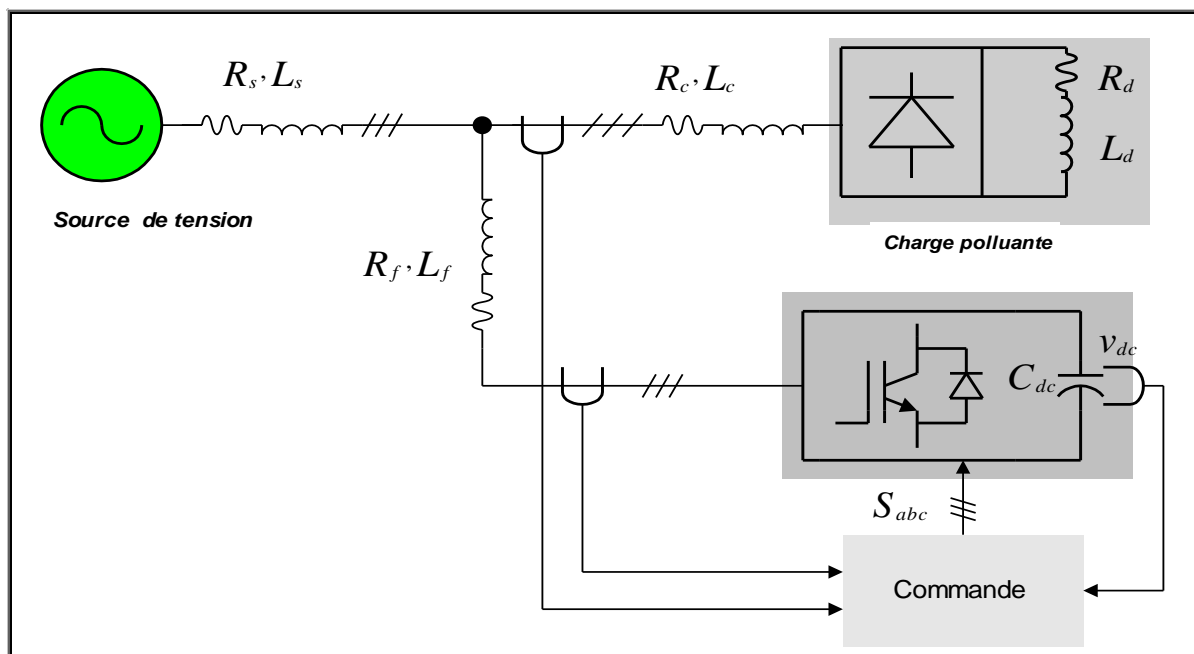 R_s, L_s
R_c, L_c
R_d
L_d
Source de tension
Charge polluante
R_f, L_f
v_dc
C_dc
S_abc
Commande